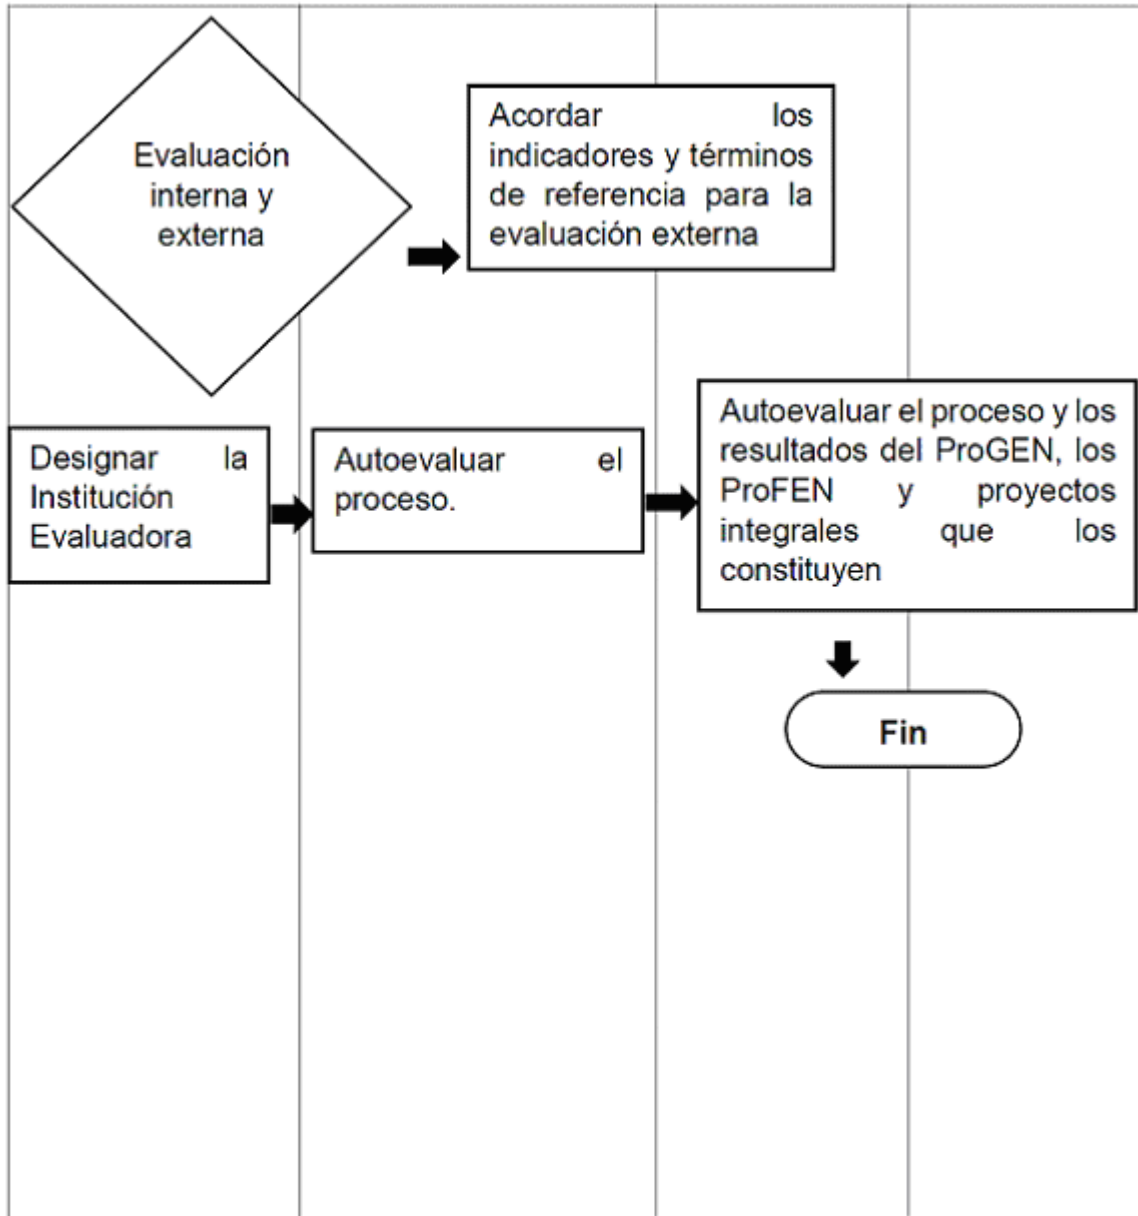 Evaluación
interna y
externa
Acordar los
indicadores y términos
de referencia para la
evaluación externa
Designar la
Institución
Evaluadora
Autoevaluar el
proceso.
Autoevaluar el proceso y los
resultados del ProGEN, los
ProFEN y proyectos
integrales que los
constituyen
Fin